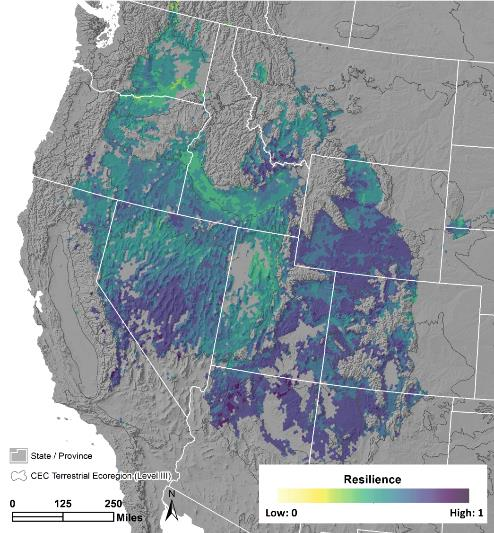 State / Province
CEC Terrestrial Ecoregion (Level III)
0 125 250
Miles
N
Resilience
Low: 0 High: 1